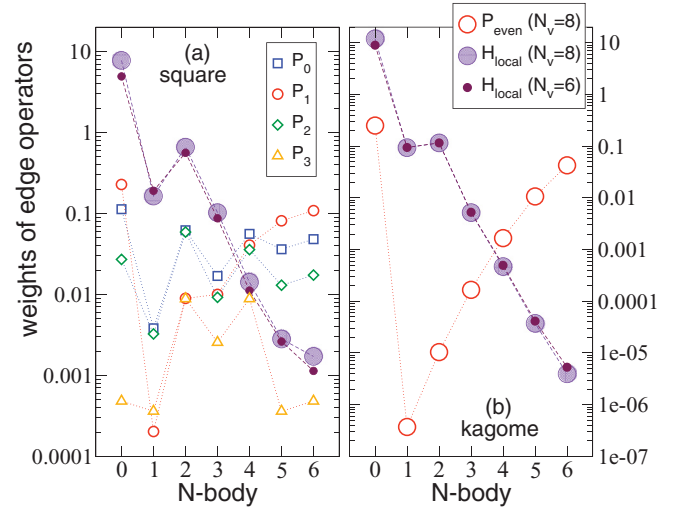 weights of edge operators
10
1
0.1
0.01
0.001
0.0001
(a)
square
P0
P1
P2
P3
0 1 2 3 4 5 6
N-body
Peven (Nv=8)
Hlocal (Nv=8)
Hlocal (Nv=6)
(b)
kagome
0 1 2 3 4 5 6
N-body
10
1
0.1
0.01
0.001
0.0001
1e-05
1e-06
1e-07